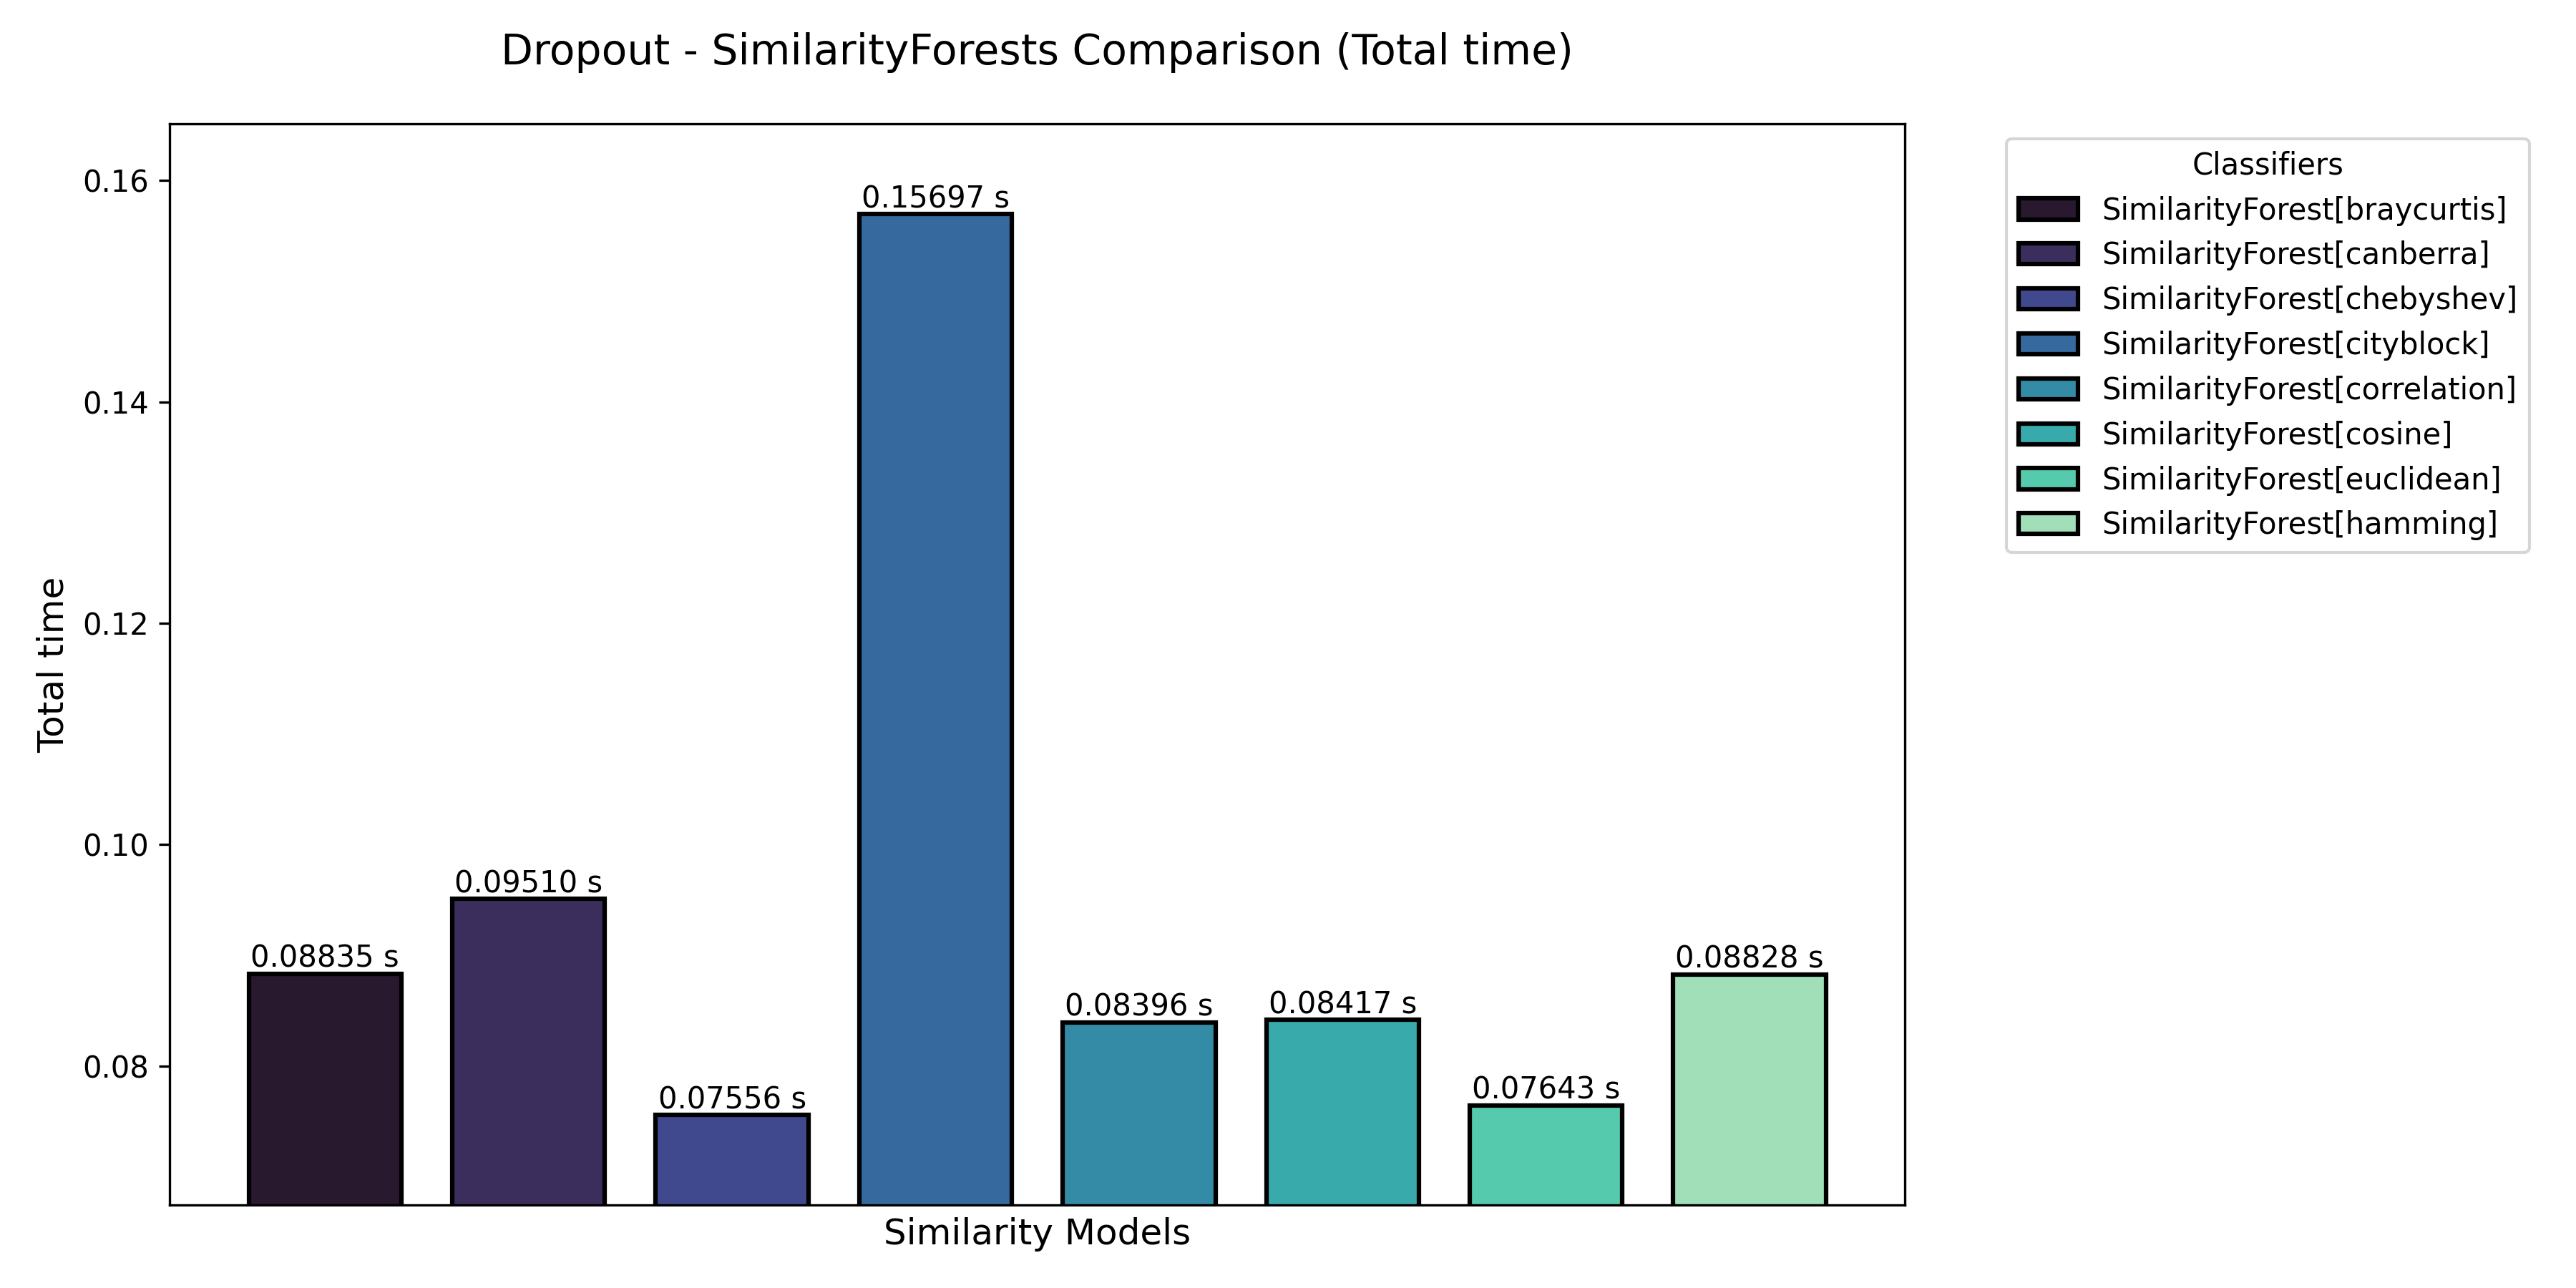 Dropout - SimilarityForests Comparison (Total time)
Total time
0.16
0.14
0.12
0.10
0.08
0.08835 s
0.09510 s
0.07556 s
0.15697 s
0.08396 s
0.08417 s
0.07643 s
0.08828 s
Similarity Models
Classifiers
SimilarityForest[braycurtis]
SimilarityForest[canberra]
SimilarityForest[chebyshev]
SimilarityForest[cityblock]
SimilarityForest[correlation]
SimilarityForest[cosine]
SimilarityForest[euclidean]
SimilarityForest[hamming]